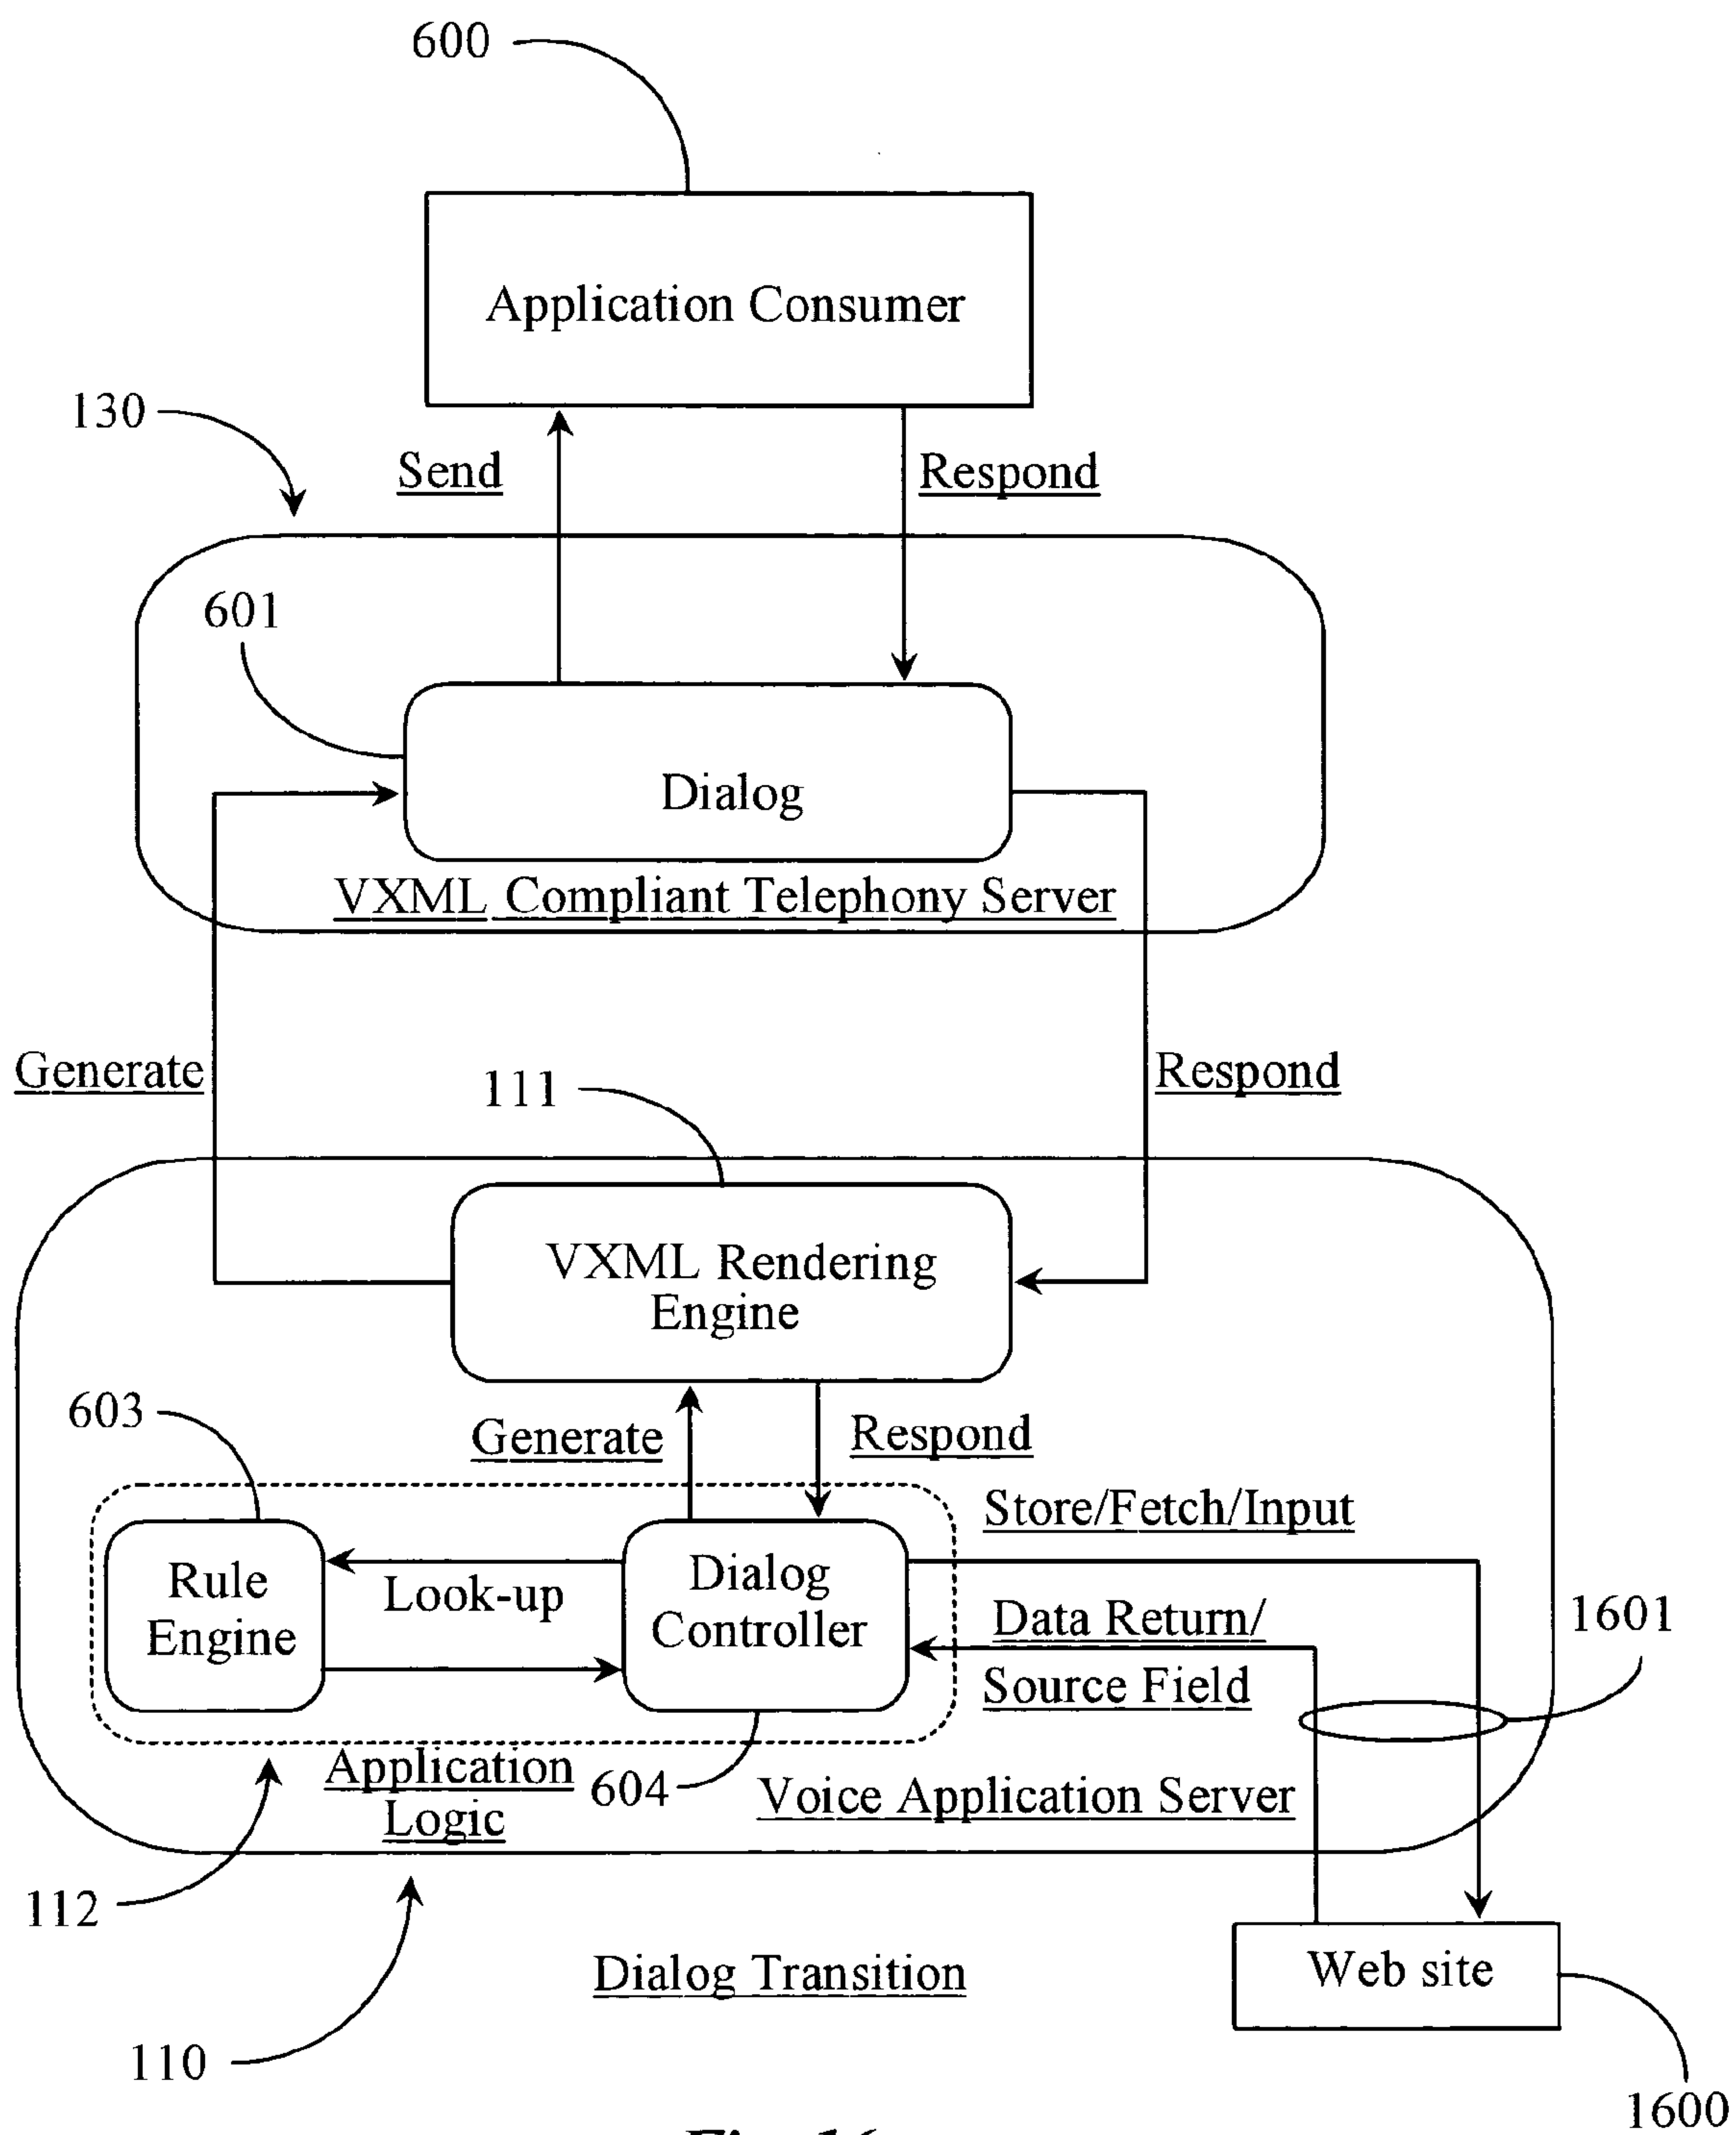 600
Application Consumer
130
Send
Respond
601
Dialog
VXML Compliant Telephony Server
Generate
111
Respond
VXML Rendering
Engine
603
Generate
Respond
Store/Fetch/Input
Rule
Engine
Look-up
Dialog
Controller
Data Return/
Source Field
1601
Application
Logic
604
Voice Application Server
112
Dialog Transition
Web site
110
1600